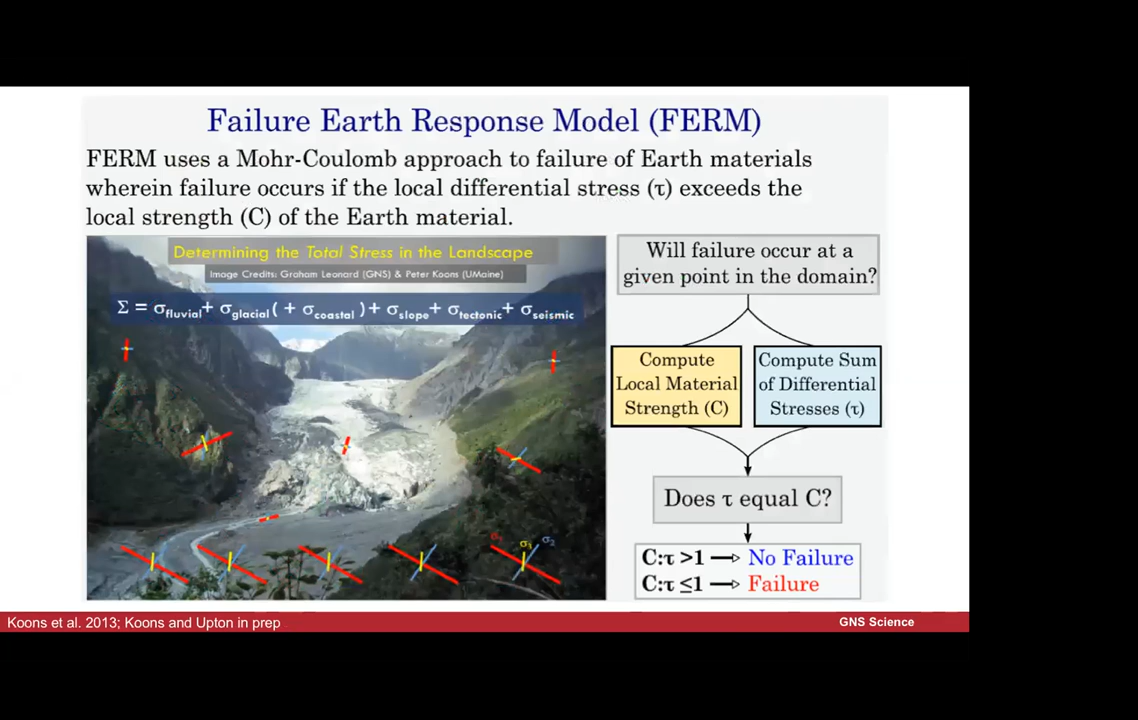 Failure Earth Response Model (FERM)
FERM uses a Mohr-Coulomb approach to failure of Earth materials
wherein failure occurs if the local differential stress (τ) exceeds the
local strength (C) of the Earth material.
Determining the Total Stress in the Landscape
Image Credits: Graham Leonard (GNS) & Peter Koons (UMaine)
Σ = σfluvial+ σglacial( + σcoastal )+ σslope+ σtectonic+ σseismic
σ₁
σ₃
σ₂
Will failure occur at a
given point in the domain?
Compute
Local Material
Strength (C)
Compute Sum
of Differential
Stresses (τ)
Does τ equal C?
C:τ >1 → No Failure
C:τ ≤1 → Failure
Koons et al. 2013; Koons and Upton in prep
GNS Science